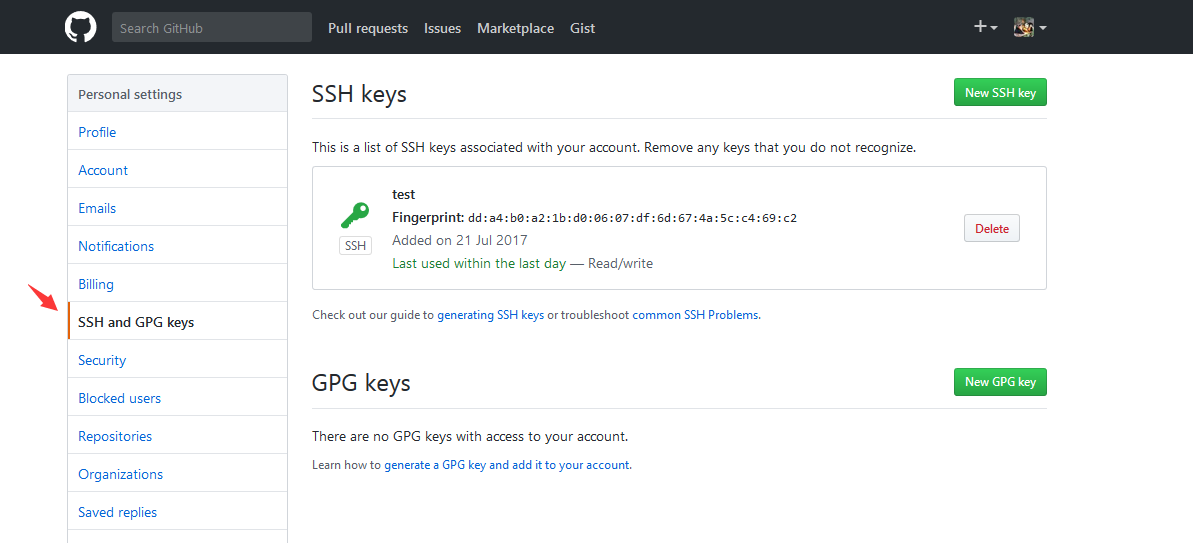 Search GitHub Pull requests Issues Marketplace Gist
Personal settings
Profile
Account
Emails
Notifications
Billing
SSH and GPG keys
Security
Blocked users
Repositories
Organizations
Saved replies
SSH keys
New SSH key
This is a list of SSH keys associated with your account. Remove any keys that you do not recognize.
test
Fingerprint: dd:a4:b0:a2:1b:d0:06:07:df:6d:67:4a:5c:c4:69:c2
SSH
Added on 21 Jul 2017
Last used within the last day — Read/write
Delete
Check out our guide to generating SSH keys or troubleshoot common SSH Problems.
GPG keys
New GPG key
There are no GPG keys with access to your account.
Learn how to generate a GPG key and add it to your account.